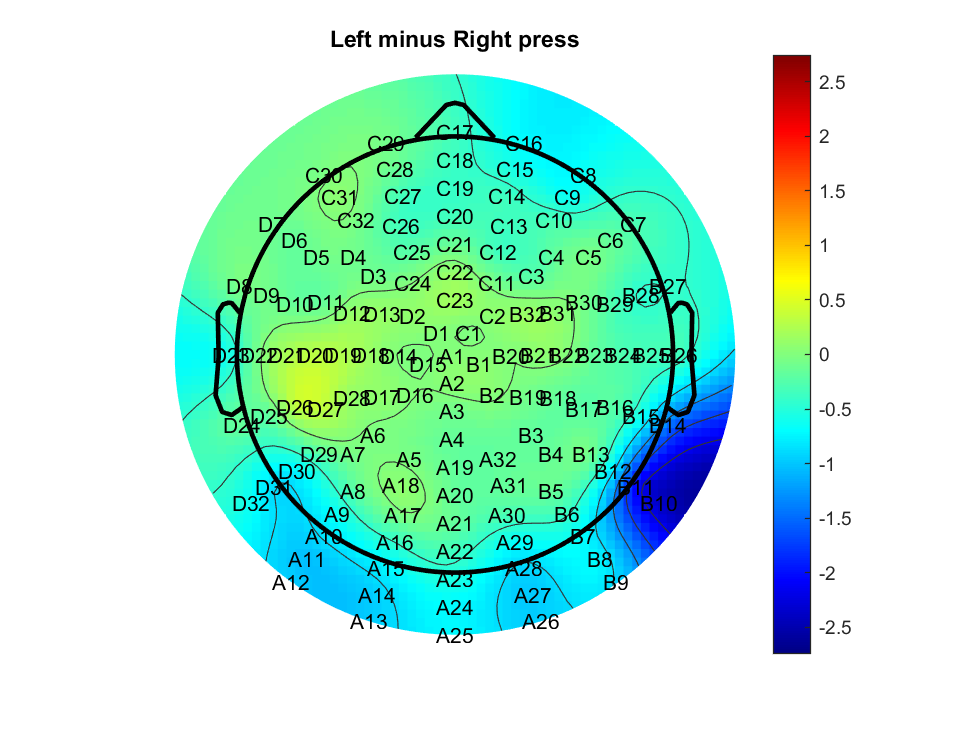 Left minus Right press
C17
C29 C16
C18
C28 C15
C30 C8
C19
C31 C27 C14 C9
C32 C20 C10
D7 C26 C13 C7
D6 C21 C6
D5 D4 C25 C12 C4 C5
D3 C24 C22 C11 C3
D8 D9 B28 B27
D10 D11 C23 B30 B29
D12 D13 D2 C2 B32 B31
D1 C1
D23 D22 D21 D20 D19 D18 D14 A1 B20 B21 B22 B23 B24 B25 B26
D15 B1
A2
D28 D17 D16 B2 B19 B18
D26 D27 A3 B17 B16
D24 D25 B15 B14
A6 A4 B3
D29 A7 A5 A32 B4 B13
D30 A19 B12
D31 A18 A31 B11
D32 A8 A20 B5 B10
A9 A17 A30 B6
A21
A10 A16 A29 B7
A11 A22 B8
A15 A28
A12 A23 B9
A14 A27
A24
A13 A26
A25
2.5
2
1.5
1
0.5
0
-0.5
-1
-1.5
-2
-2.5